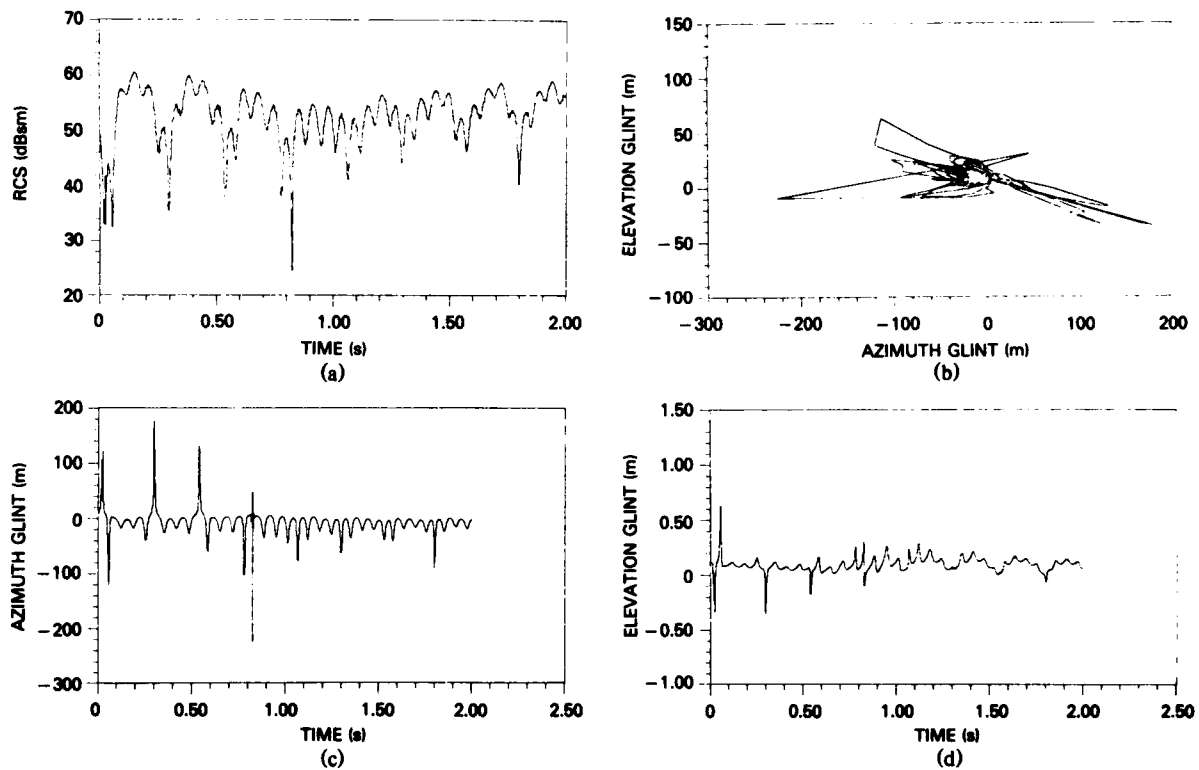 70
60
50
40
30
20
RCS (dBsm)
0 0.50 1.00 1.50 2.00
TIME (s)
(a)
150
100
50
0
−50
−100
ELEVATION GLINT (m)
−300 −200 −100 0 100 200
AZIMUTH GLINT (m)
(b)
200
100
0
−100
−200
−300
AZIMUTH GLINT (m)
0 0.50 1.00 1.50 2.00 2.50
TIME (s)
(c)
1.50
1.00
0.50
0
−0.50
−1.00
ELEVATION GLINT (m)
0 0.50 1.00 1.50 2.00 2.50
TIME (s)
(d)